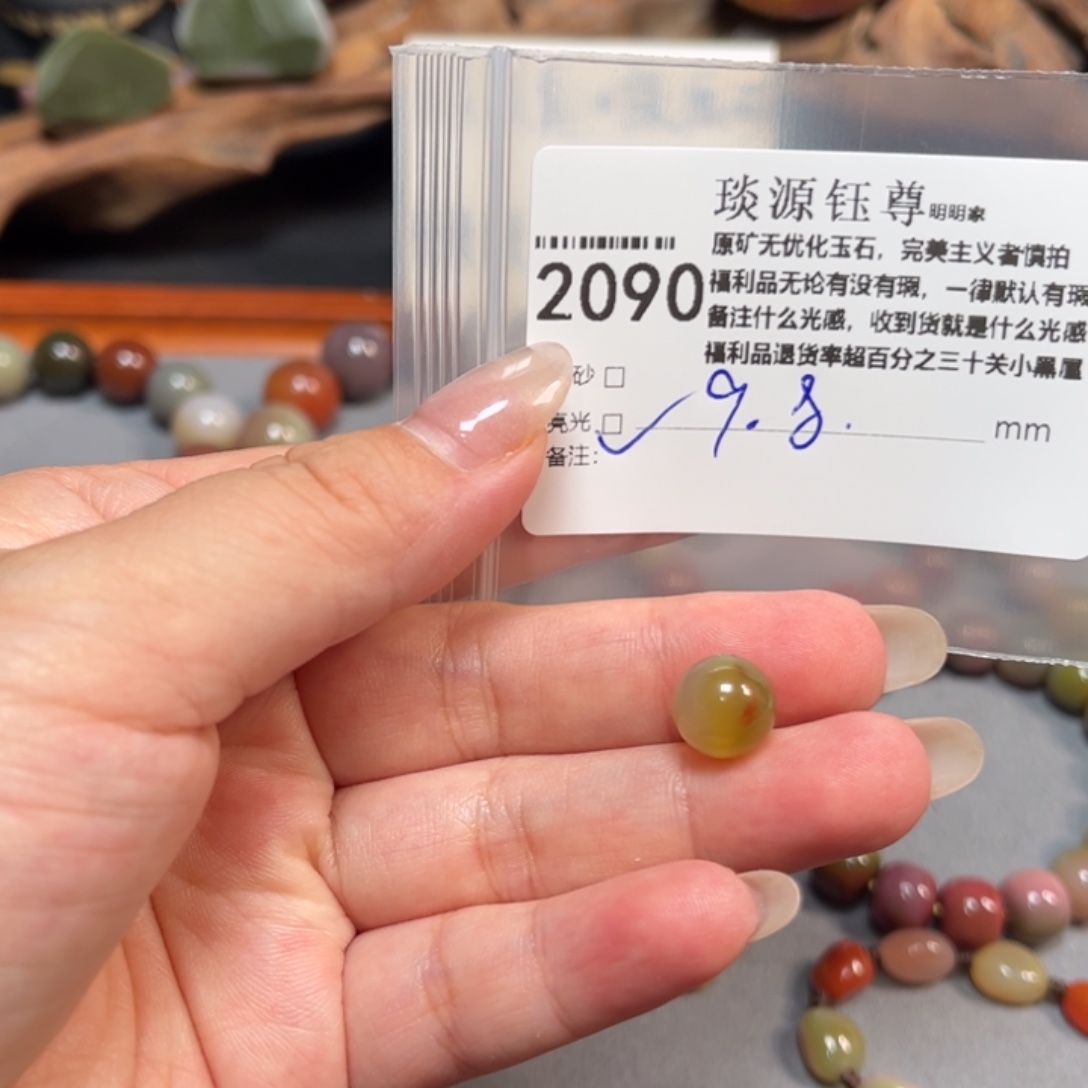 琰源钰尊明明家
原矿无优化玉石，完美主义者慎拍
2090
福利品无论有没有瑕，一律默认有瑕
备注什么光感，收到货就是什么光感
福利品退货率超百分之三十关小黑屋
砂 □
亮光 □ ✓ 9.8. mm
备注：